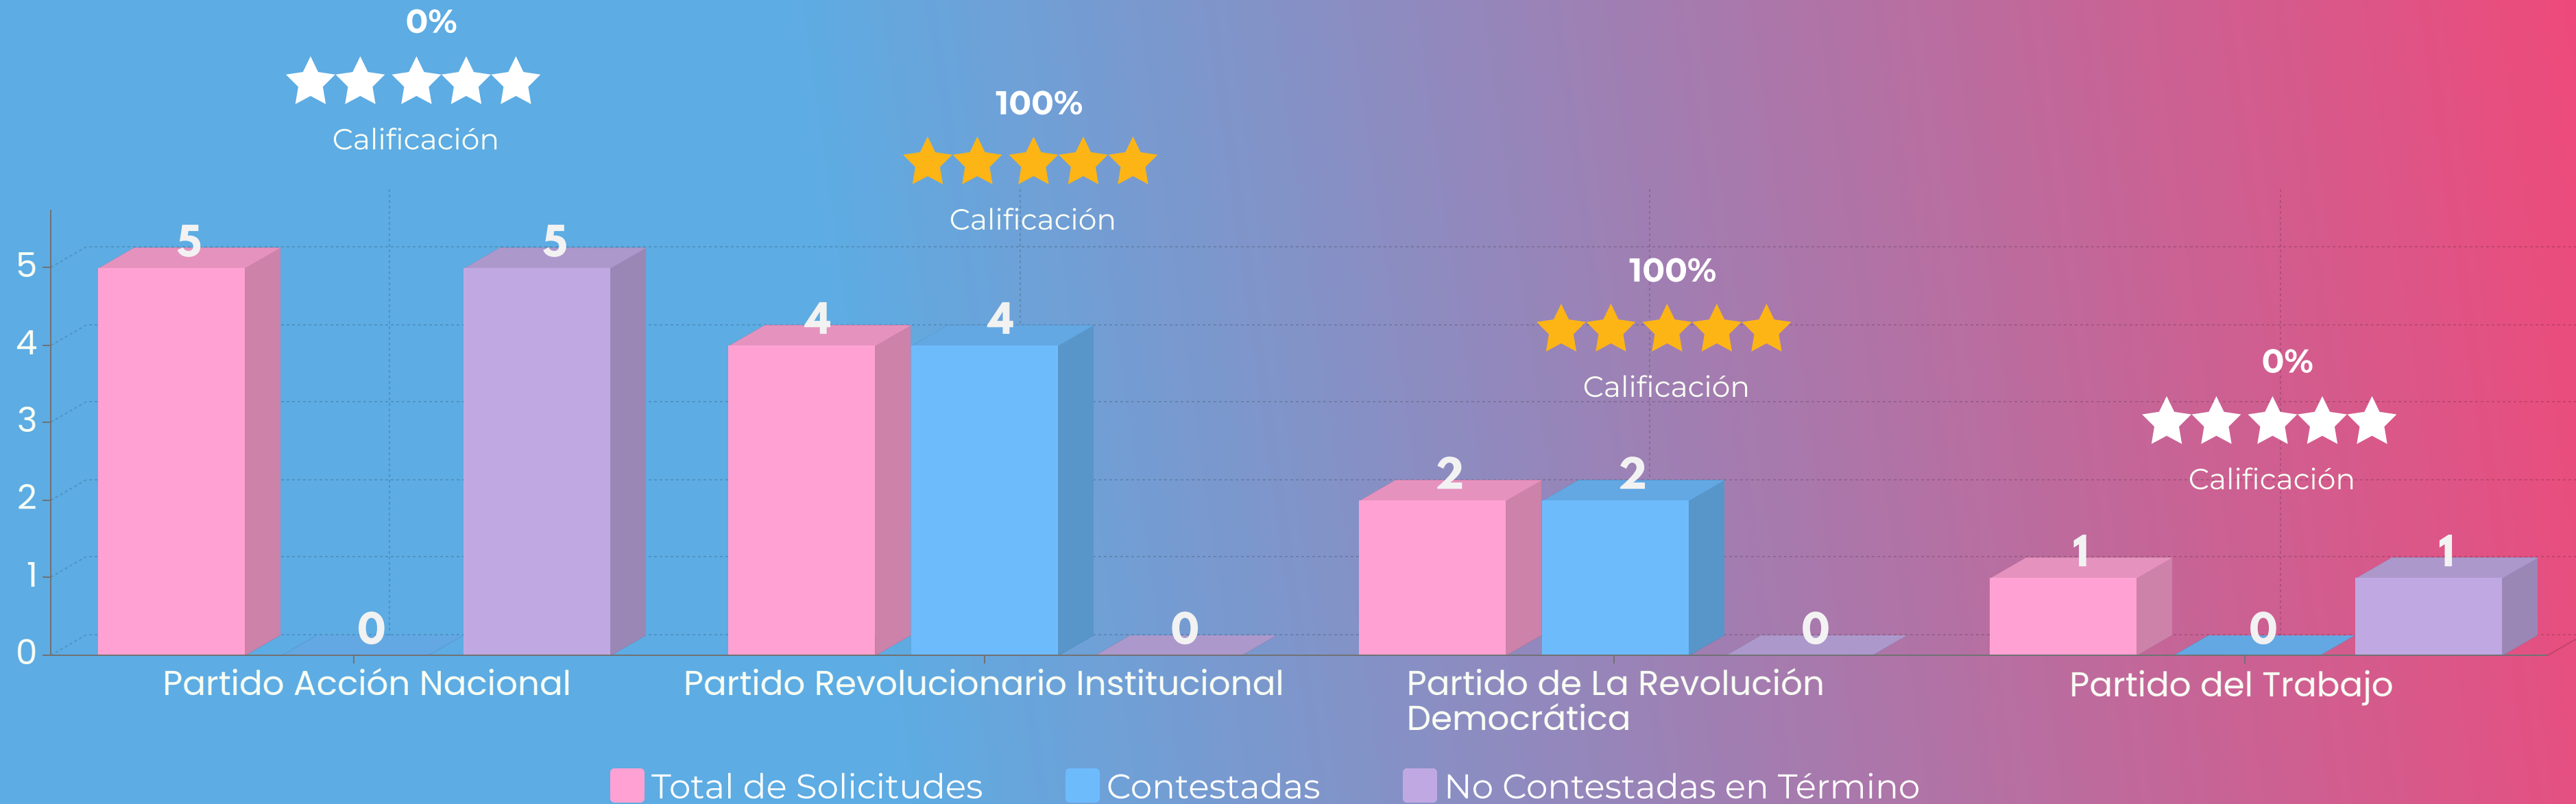 0%
Calificación
100%
Calificación
100%
Calificación
0%
Calificación
5
4
3
2
1
0
5
0
5
4
4
0
2
2
0
1
0
1
Partido Acción Nacional
Partido Revolucionario Institucional
Partido de La Revolución
Democrática
Partido del Trabajo
Total de Solicitudes
Contestadas
No Contestadas en Término